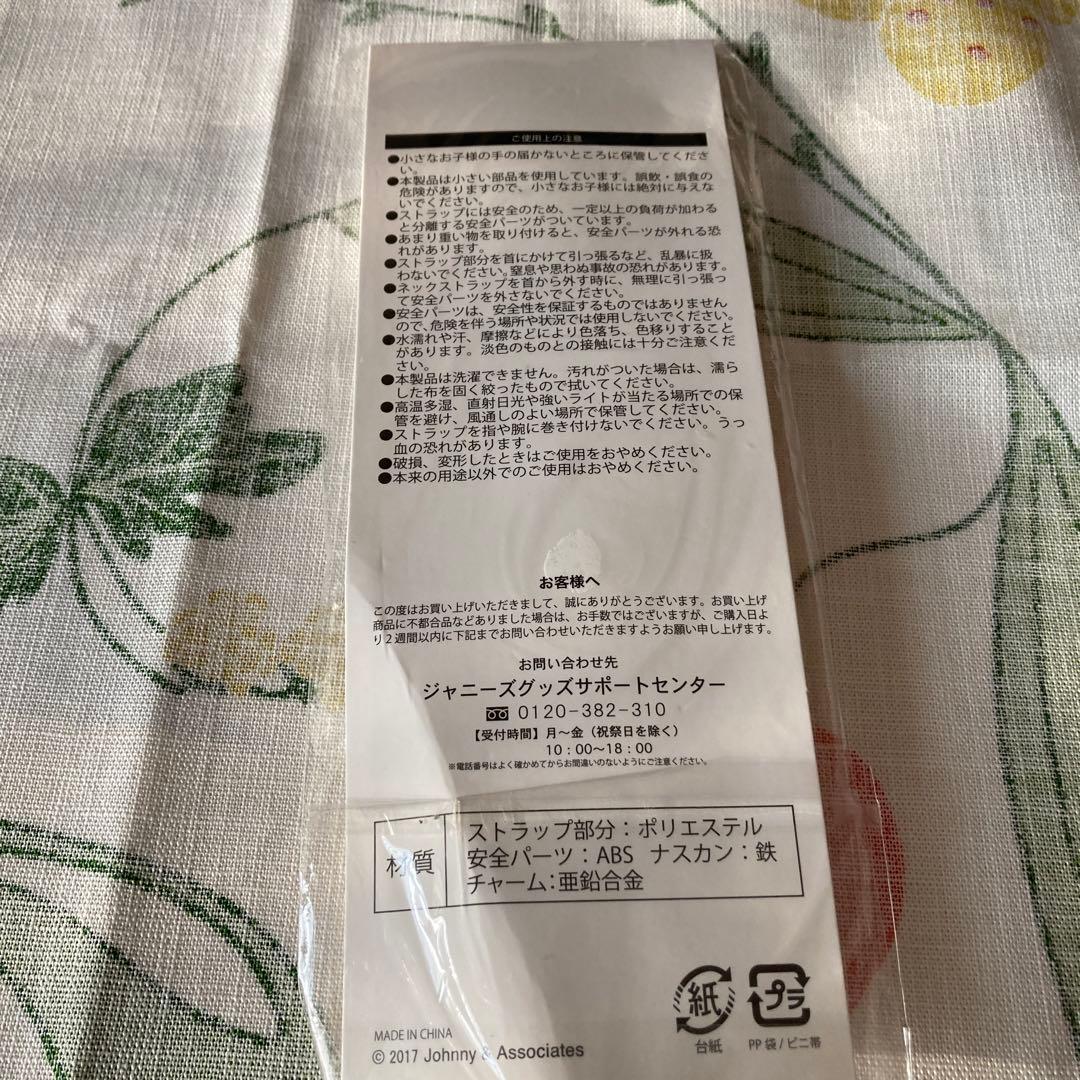 ご使用上の注意
●小さなお子様の手の届かないところに保管してくださ
い。
●本製品は小さい部品を使用しています。誤飲・誤食の
危険がありますので、小さなお子様には絶対に与えな
いでください。
●ストラップには安全のため、一定以上の負荷が加わる
と分離する安全パーツがついています。
●あまり重い物を取り付けると、安全パーツが外れる恐
れがあります。
●ストラップ部分を首にかけて引っ張るなど、乱暴に扱
わないでください。窒息や思わぬ事故の恐れがあります。
●ネックストラップを首から外す時に、無理に引っ張っ
て安全パーツを外さないでください。
●安全パーツは、安全性を保証するものではありません
ので、危険を伴う場所や状況では使用しないでください。
●水濡れや汗、摩擦などにより色落ち、色移りすること
があります。淡色のものとの接触には十分ご注意くだ
さい。
●本製品は洗濯できません。汚れがついた場合は、濡ら
した布を固く絞ったもので拭いてください。
●高温多湿、直射日光や強いライトが当たる場所での保
管を避け、風通しのよい場所で保管してください。
●ストラップを指や腕に巻き付けないでください。うっ
血の恐れがあります。
●破損、変形したときはご使用をおやめください。
●本来の用途以外でのご使用はおやめください。
お客様へ
この度はお買い上げいただきまして、誠にありがとうございます。お買い上げ
商品に不都合品などありました場合は、お手数ではございますが、ご購入日よ
り2週間以内に下記までお問い合わせいただきますようお願い申し上げます。
お問い合わせ先
ジャニーズグッズサポートセンター
0120-382-310
【受付時間】月〜金（祝祭日を除く）
10：00〜18：00
※電話番号はよく確かめてからお間違いのないようにご注意ください。
材質
ストラップ部分：ポリエステル
安全パーツ：ABS ナスカン：鉄
チャーム：亜鉛合金
紙
プラ
台紙
PP袋/ビニ帯
MADE IN CHINA
© 2017 Johnny & Associates